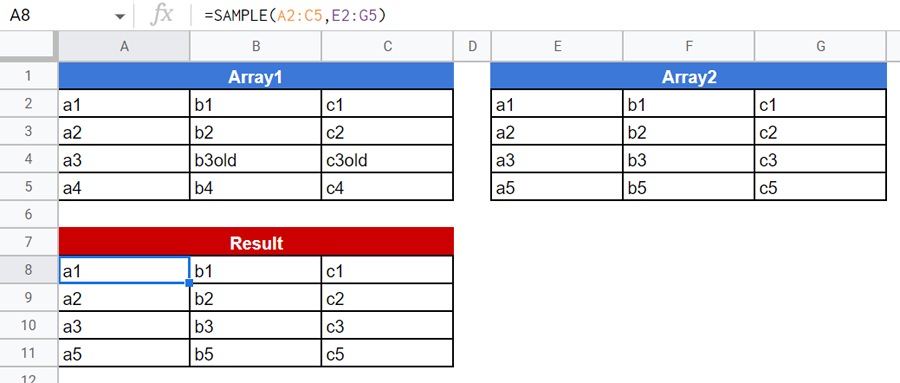 A8 fx =SAMPLE(A2:C5,E2:G5)
A B C D E F G
1 Array1 Array2
2 a1 b1 c1 a1 b1 c1
3 a2 b2 c2 a2 b2 c2
4 a3 b3old c3old a3 b3 c3
5 a4 b4 c4 a5 b5 c5
6
7 Result
8 a1 b1 c1
9 a2 b2 c2
10 a3 b3 c3
11 a5 b5 c5
12